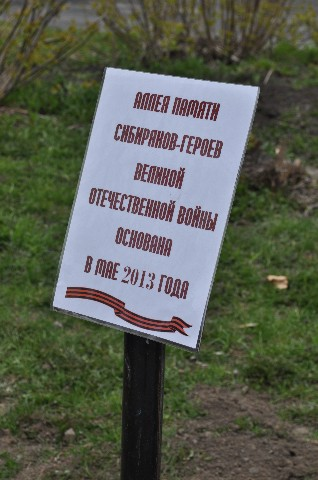 АЛЛЕЯ ПАМЯТИ
СИБИРЯКОВ-ГЕРОЕВ
ВЕЛИКОЙ
ОТЕЧЕСТВЕННОЙ ВОЙНЫ
ОСНОВАНА
В МАЕ 2013 ГОДА